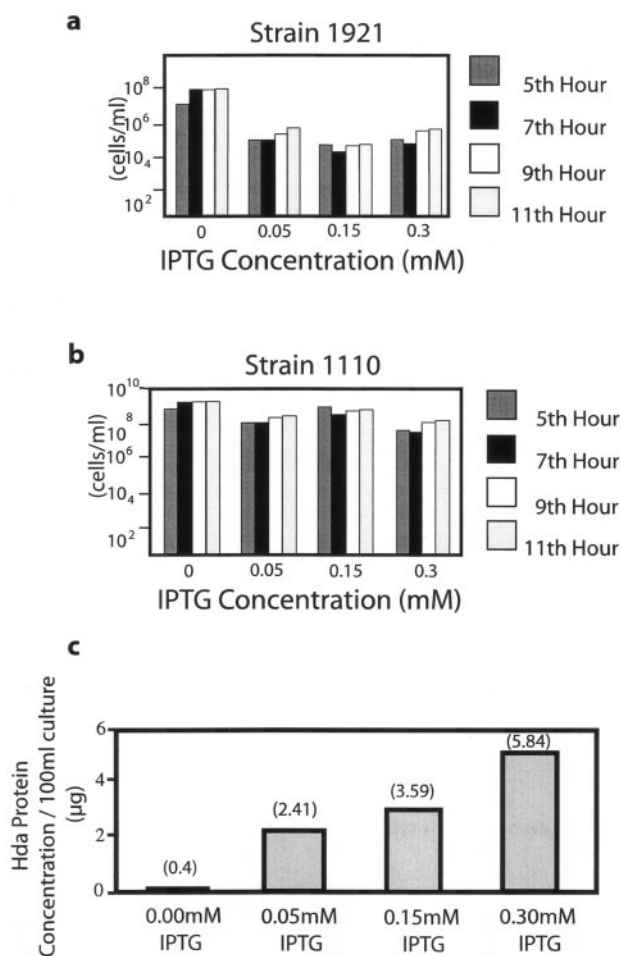 a
Strain 1921
(cells/ml)
10^8
10^6
10^4
10^2
0
0.05
0.15
0.3
IPTG Concentration (mM)
5th Hour
7th Hour
9th Hour
11th Hour
b
Strain 1110
(cells/ml)
10^10
10^8
10^6
10^4
10^2
0
0.05
0.15
0.3
IPTG Concentration (mM)
5th Hour
7th Hour
9th Hour
11th Hour
c
Hda Protein
Concentration / 100ml culture
(μg)
6
4
2
0
(0.4)
(2.41)
(3.59)
(5.84)
0.00mM
IPTG
0.05mM
IPTG
0.15mM
IPTG
0.30mM
IPTG